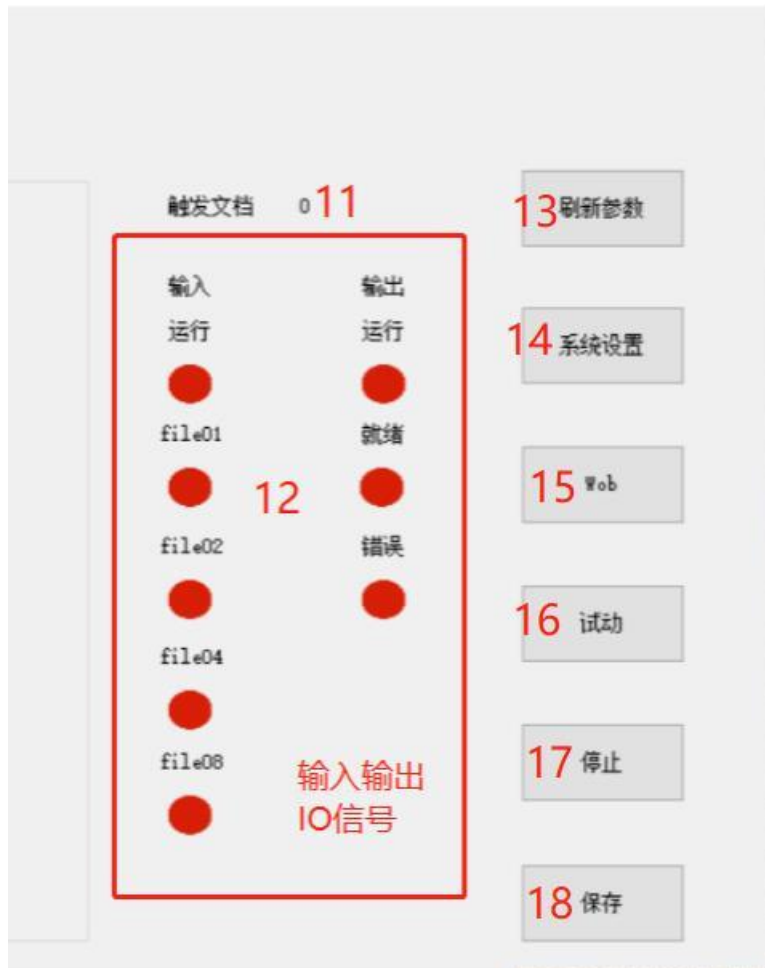 触发文档 0 11
输入 输出
运行 运行
file01 就绪
12
file02 错误
file04
file08
输入输出
IO信号
13 刷新参数
14 系统设置
15 Wob
16 试动
17 停止
18 保存